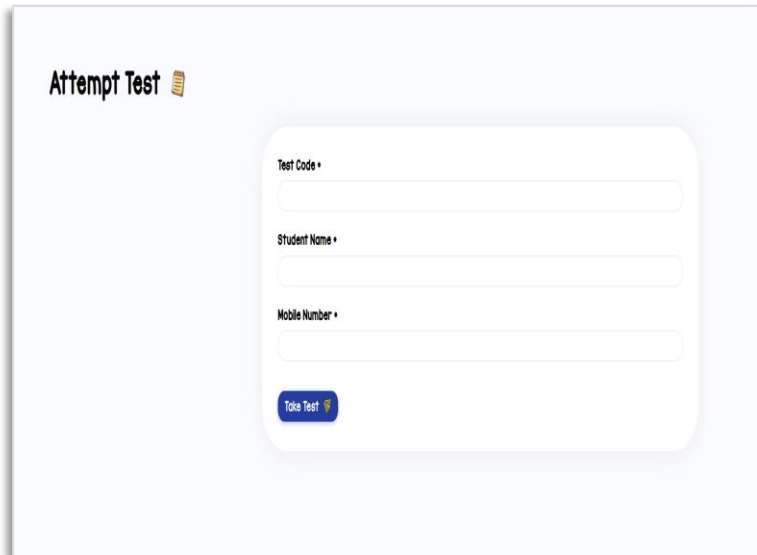 Attempt Test
Test Code *
Student Name *
Mobile Number *
Take Test